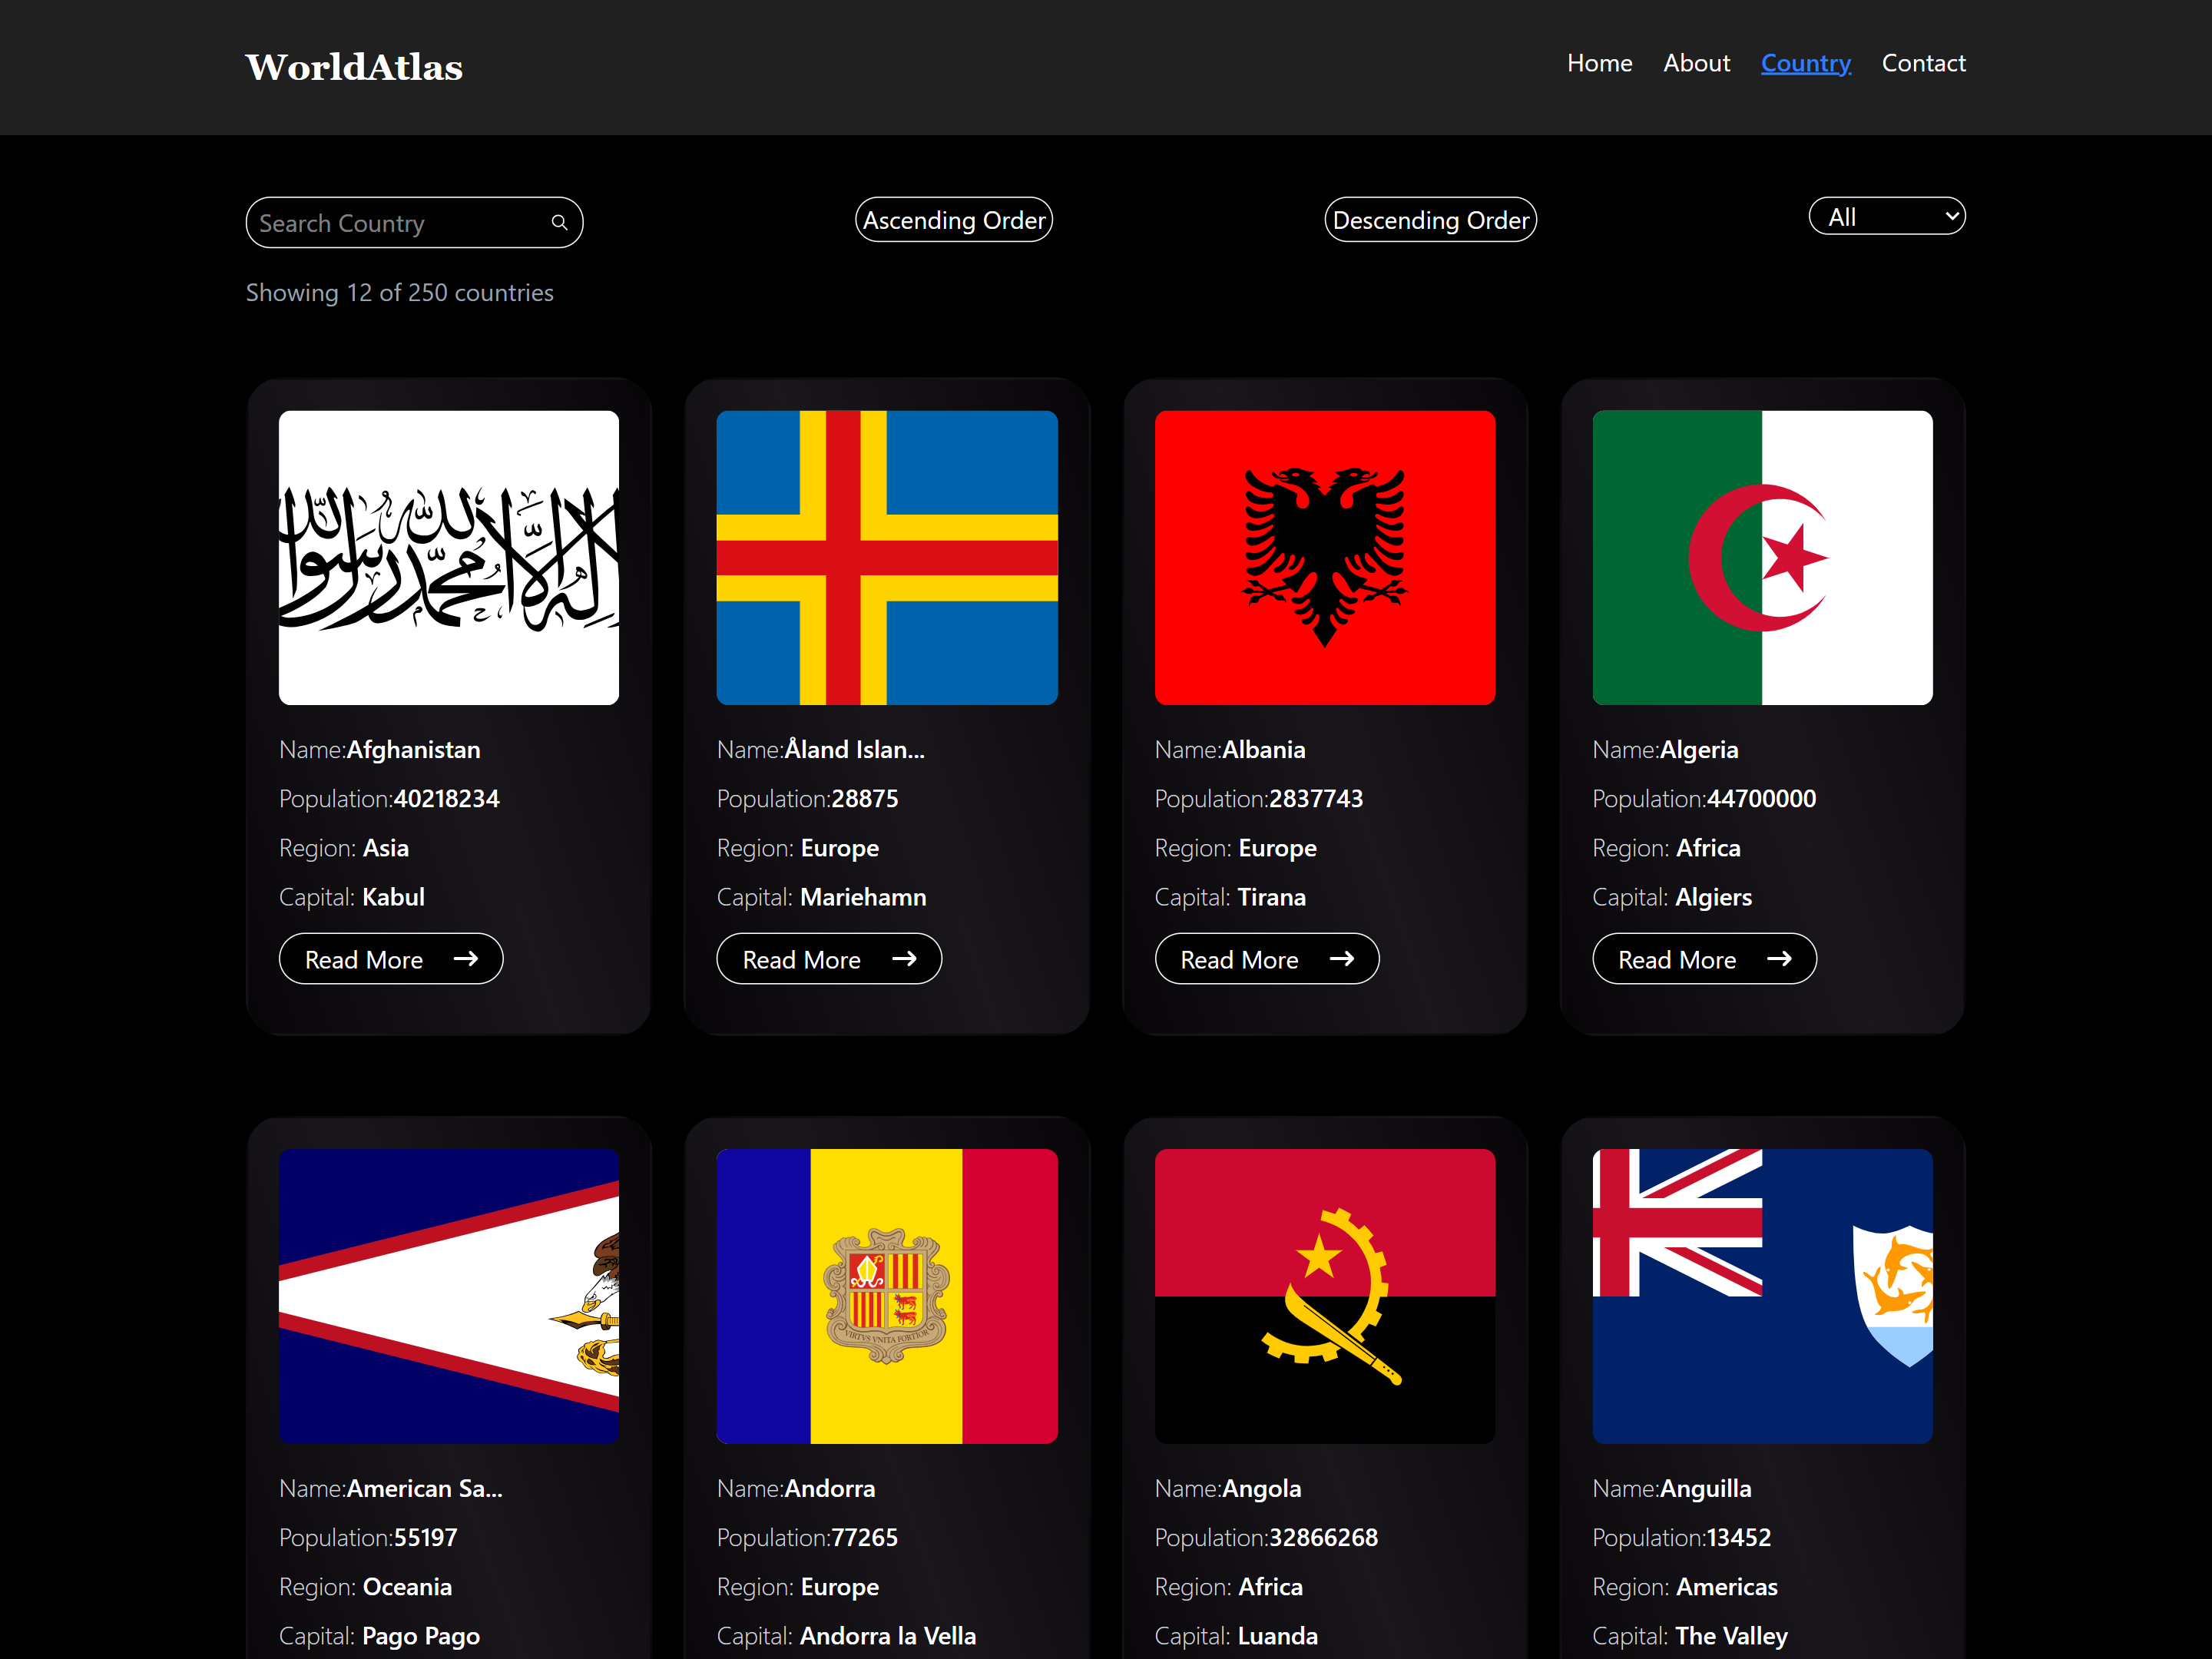 WorldAtlas
Home About Country Contact
Search Country
Ascending Order
Descending Order
All
Showing 12 of 250 countries
Name:Afghanistan
Population:40218234
Region: Asia
Capital: Kabul
Read More
Name:Åland Islan...
Population:28875
Region: Europe
Capital: Mariehamn
Read More
Name:Albania
Population:2837743
Region: Europe
Capital: Tirana
Read More
Name:Algeria
Population:44700000
Region: Africa
Capital: Algiers
Read More
Name:American Sa...
Population:55197
Region: Oceania
Capital: Pago Pago
VIRTVS VNITA FORTIOR
Name:Andorra
Population:77265
Region: Europe
Capital: Andorra la Vella
Name:Angola
Population:32866268
Region: Africa
Capital: Luanda
Name:Anguilla
Population:13452
Region: Americas
Capital: The Valley